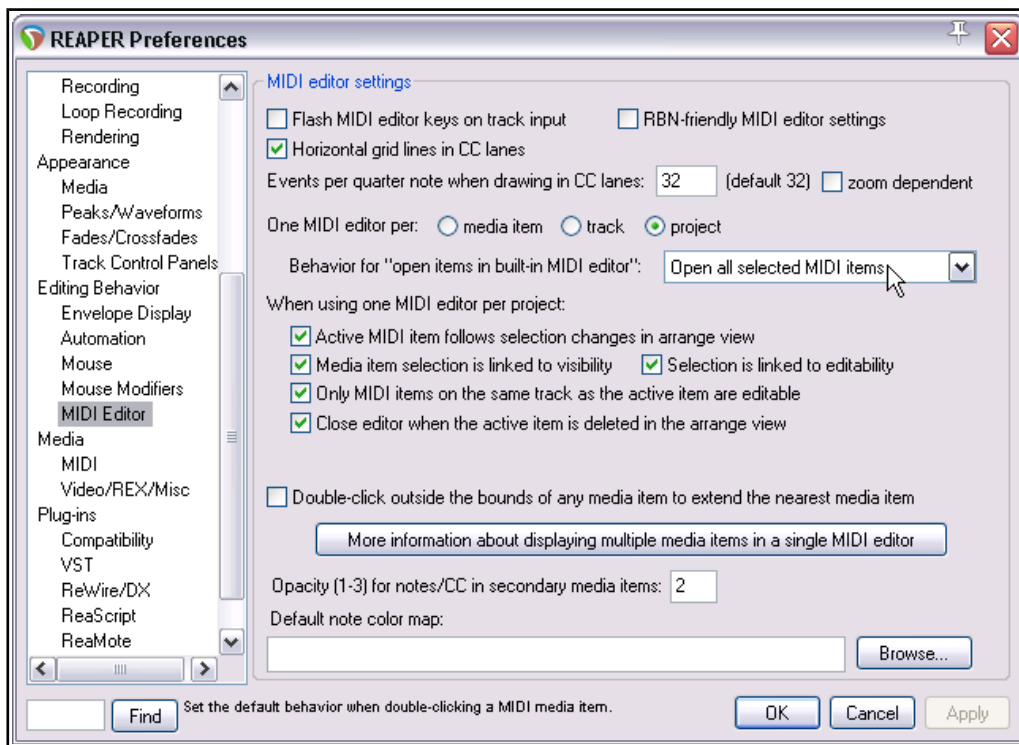 REAPER Preferences
Recording
Loop Recording
Rendering
Appearance
Media
Peaks/Waveforms
Fades/Crossfades
Track Control Panels
Editing Behavior
Envelope Display
Automation
Mouse
Mouse Modifiers
MIDI Editor
Media
MIDI
Video/REX/Misc
Plug-ins
Compatibility
VST
ReWire/DX
ReaScript
ReaMote
MIDI editor settings
Flash MIDI editor keys on track input RBN-friendly MIDI editor settings
Horizontal grid lines in CC lanes
Events per quarter note when drawing in CC lanes: 32 (default 32) zoom dependent
One MIDI editor per: media item track project
Behavior for "open items in built-in MIDI editor": Open all selected MIDI items
When using one MIDI editor per project:
Active MIDI item follows selection changes in arrange view
Media item selection is linked to visibility Selection is linked to editability
Only MIDI items on the same track as the active item are editable
Close editor when the active item is deleted in the arrange view
Double-click outside the bounds of any media item to extend the nearest media item
More information about displaying multiple media items in a single MIDI editor
Opacity (1-3) for notes/CC in secondary media items: 2
Default note color map:
Browse...
Find Set the default behavior when double-clicking a MIDI media item. OK Cancel Apply